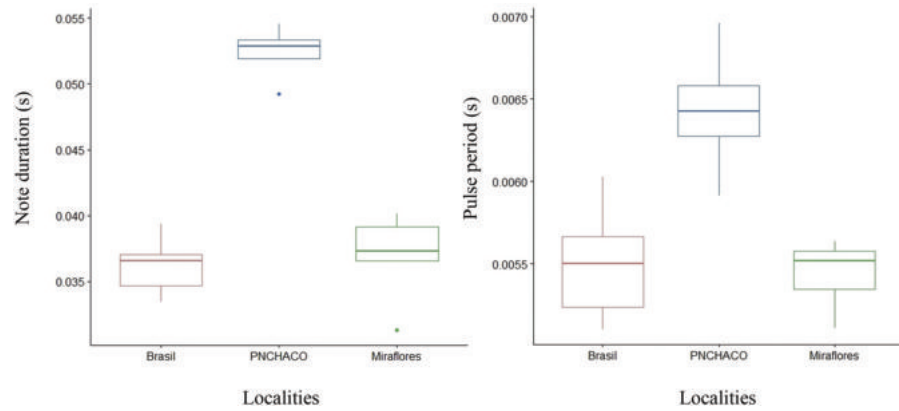 Note duration (s)
0.055
0.050
0.045
0.040
0.035
Brasil PNCHACO Miraflores
Localities
Pulse period (s)
0.0070
0.0065
0.0060
0.0055
Brasil PNCHACO Miraflores
Localities